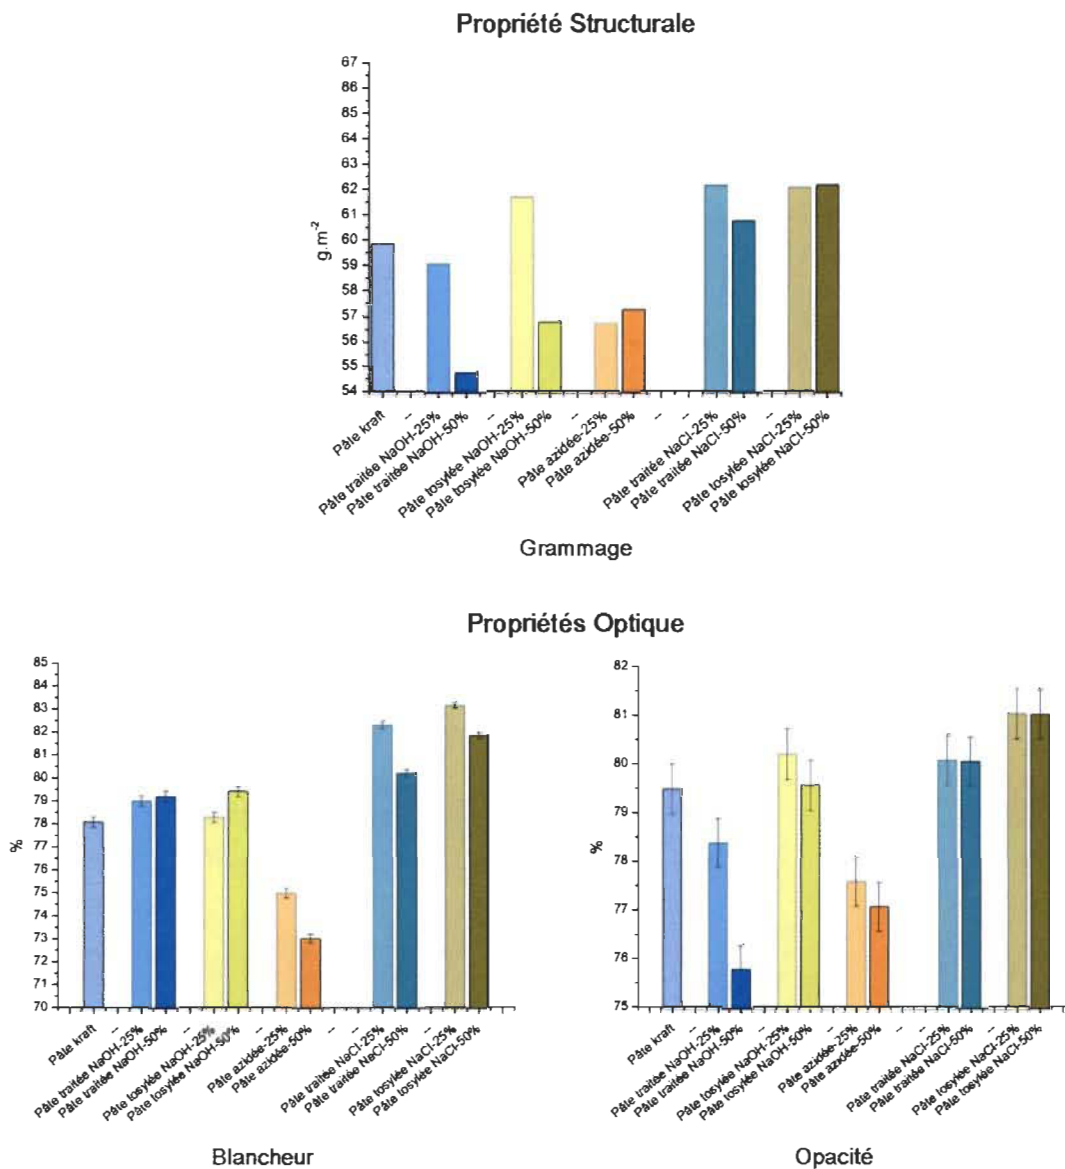 Propriété Structurale
67
66
65
64
63
62
61
60
59
58
57
56
55
54
g.m-2
Pâte kraft
--
Pâte traitée NaOH-25%
Pâte traitée NaOH-50%
--
Pâte tosylée NaOH-25%
Pâte tosylée NaOH-50%
--
Pâte azidée-25%
Pâte azidée-50%
--
--
Pâte traitée NaCl-25%
Pâte traitée NaCl-50%
--
Pâte tosylée NaCl-25%
Pâte tosylée NaCl-50%
Grammage
Propriétés Optique
85
84
83
82
81
80
79
78
77
76
75
74
73
72
71
70
%
Pâte kraft
--
Pâte traitée NaOH-25%
Pâte traitée NaOH-50%
--
Pâte tosylée NaOH-25%
Pâte tosylée NaOH-50%
--
Pâte azidée-25%
Pâte azidée-50%
--
--
Pâte traitée NaCl-25%
Pâte traitée NaCl-50%
--
Pâte tosylée NaCl-25%
Pâte tosylée NaCl-50%
Blancheur
82
81
80
79
78
77
76
75
%
Pâte kraft
--
Pâte traitée NaOH-25%
Pâte traitée NaOH-50%
--
Pâte tosylée NaOH-25%
Pâte tosylée NaOH-50%
--
Pâte azidée-25%
Pâte azidée-50%
--
--
Pâte traitée NaCl-25%
Pâte traitée NaCl-50%
--
Pâte tosylée NaCl-25%
Pâte tosylée NaCl-50%
Opacité